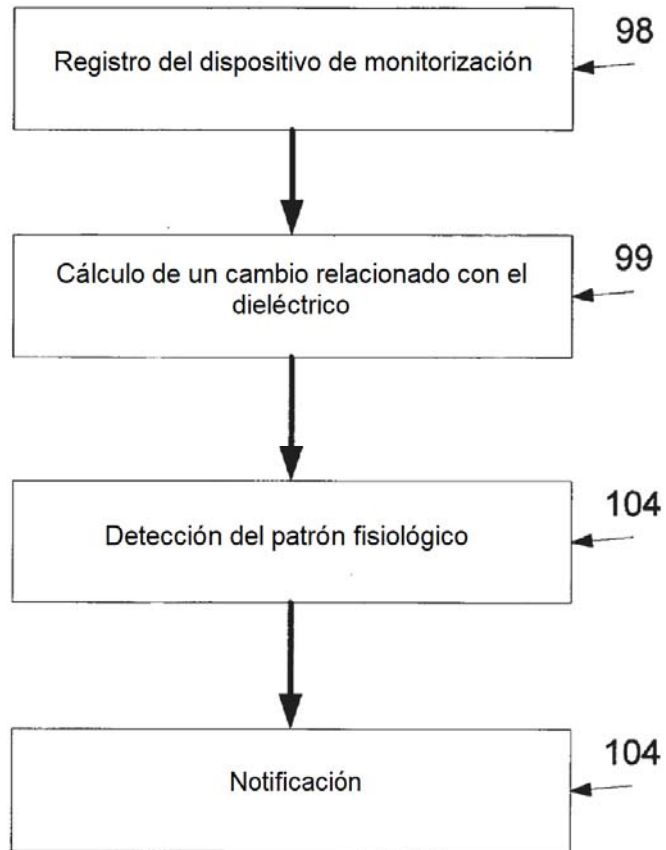 98
Registro del dispositivo de monitorización
99
Cálculo de un cambio relacionado con el
dieléctrico
104
Detección del patrón fisiológico
104
Notificación